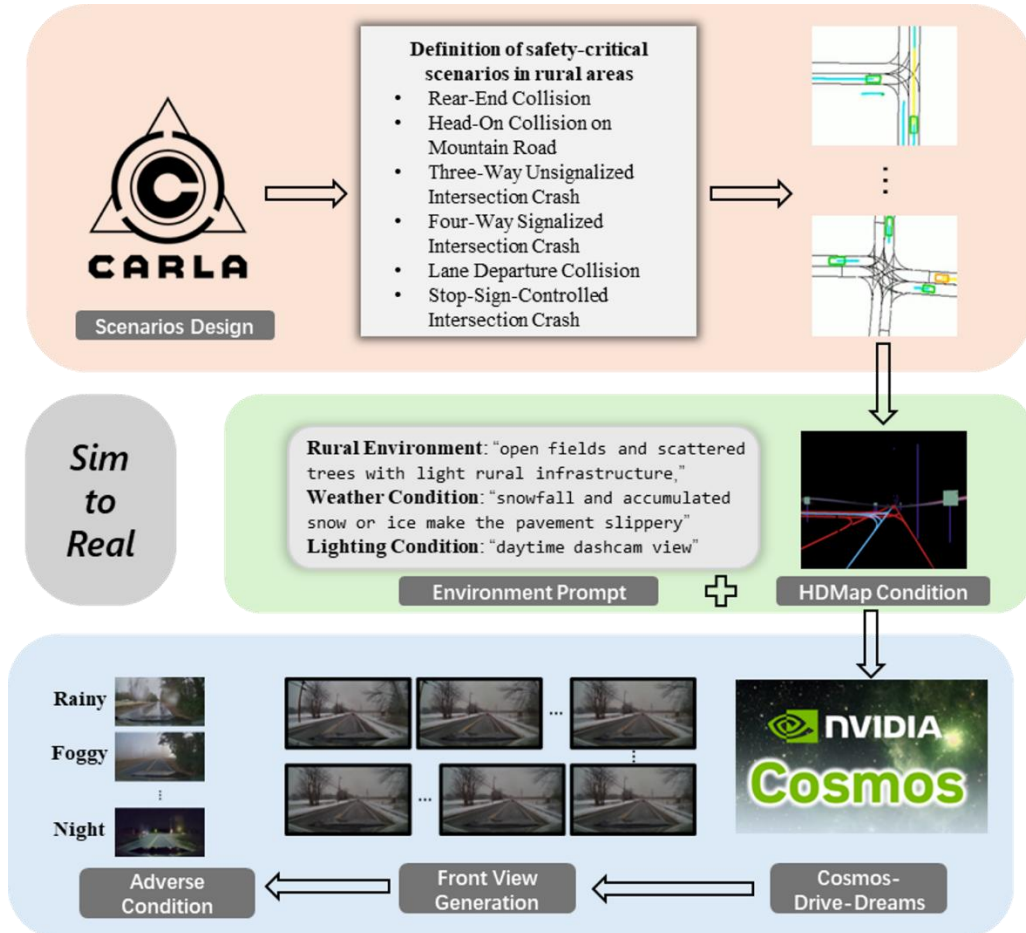 CARLA
Scenarios Design
Definition of safety-critical
scenarios in rural areas
• Rear-End Collision
• Head-On Collision on
Mountain Road
• Three-Way Unsignalized
Intersection Crash
• Four-Way Signalized
Intersection Crash
• Lane Departure Collision
• Stop-Sign-Controlled
Intersection Crash
Sim
to
Real
Rural Environment: "open fields and scattered
trees with light rural infrastructure,"
Weather Condition: "snowfall and accumulated
snow or ice make the pavement slippery"
Lighting Condition: "daytime dashcam view"
Environment Prompt
HDMap Condition
Rainy
Foggy
Night
NVIDIA.
Cosmos
Adverse
Condition
Front View
Generation
Cosmos-
Drive-Dreams